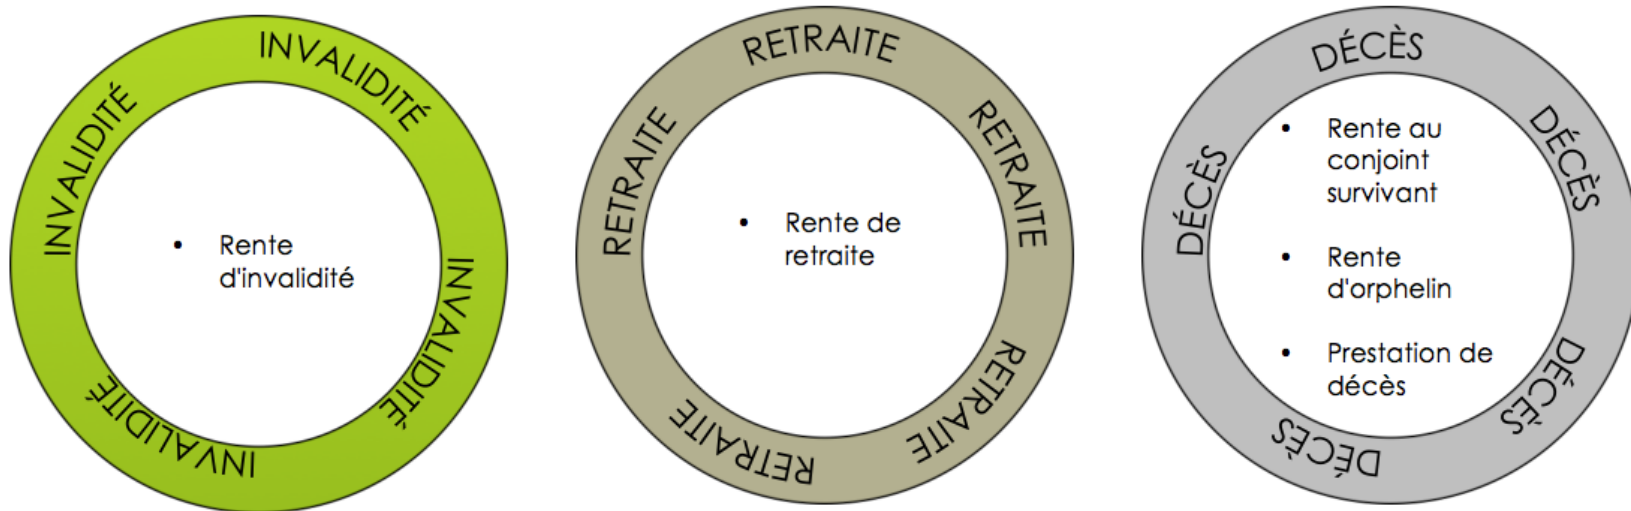 INVALIDITÉ
INVALIDITÉ
INVALIDITÉ
INVALIDITÉ
INVALIDITÉ
• Rente
d'invalidité
RETRAITE
RETRAITE
RETRAITE
RETRAITE
RETRAITE
• Rente de
retraite
DÉCÈS
DÉCÈS
DÉCÈS
DÉCÈS
DÉCÈS
• Rente au
conjoint
survivant
• Rente
d'orphelin
• Prestation de
décès